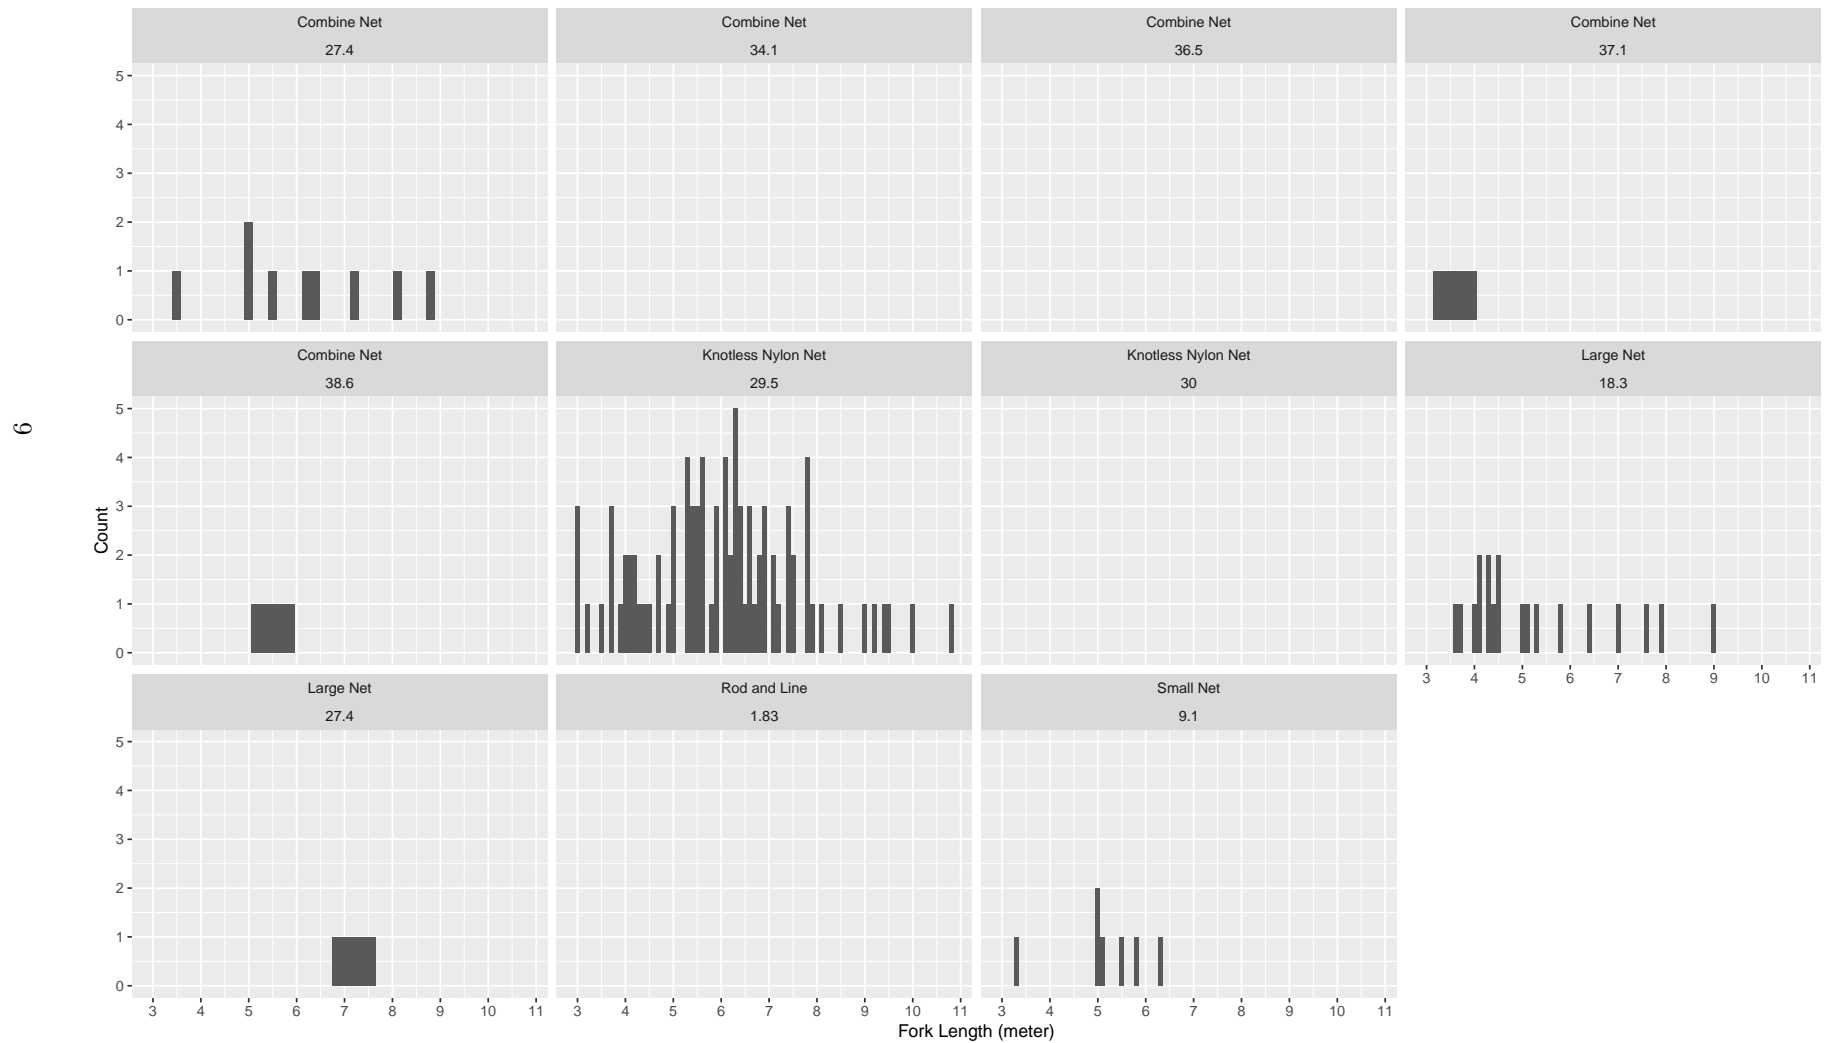 Combine Net Combine Net Combine Net Combine Net
27.4 34.1 36.5 37.1
5
4
3
2
1
0
Combine Net Knotless Nylon Net Knotless Nylon Net Large Net
38.6 29.5 30 18.3
5
4
3
2
1
0
3 4 5 6 7 8 9 10 11
Large Net Rod and Line Small Net
27.4 1.83 9.1
5
4
3
2
1
0
3 4 5 6 7 8 9 10 11 3 4 5 6 7 8 9 10 11 3 4 5 6 7 8 9 10 11
Fork Length (meter)
Count
6